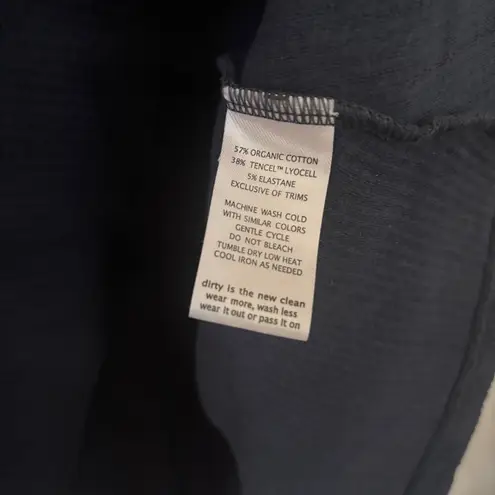 57% ORGANIC COTTON
38% TENCEL™ LYOCELL
5% ELASTANE
EXCLUSIVE OF TRIMS
MACHINE WASH COLD
WITH SIMILAR COLORS
GENTLE CYCLE
DO NOT BLEACH
TUMBLE DRY LOW HEAT
COOL IRON AS NEEDED
dirty is the new clean
wear more, wash less
wear it out or pass it on